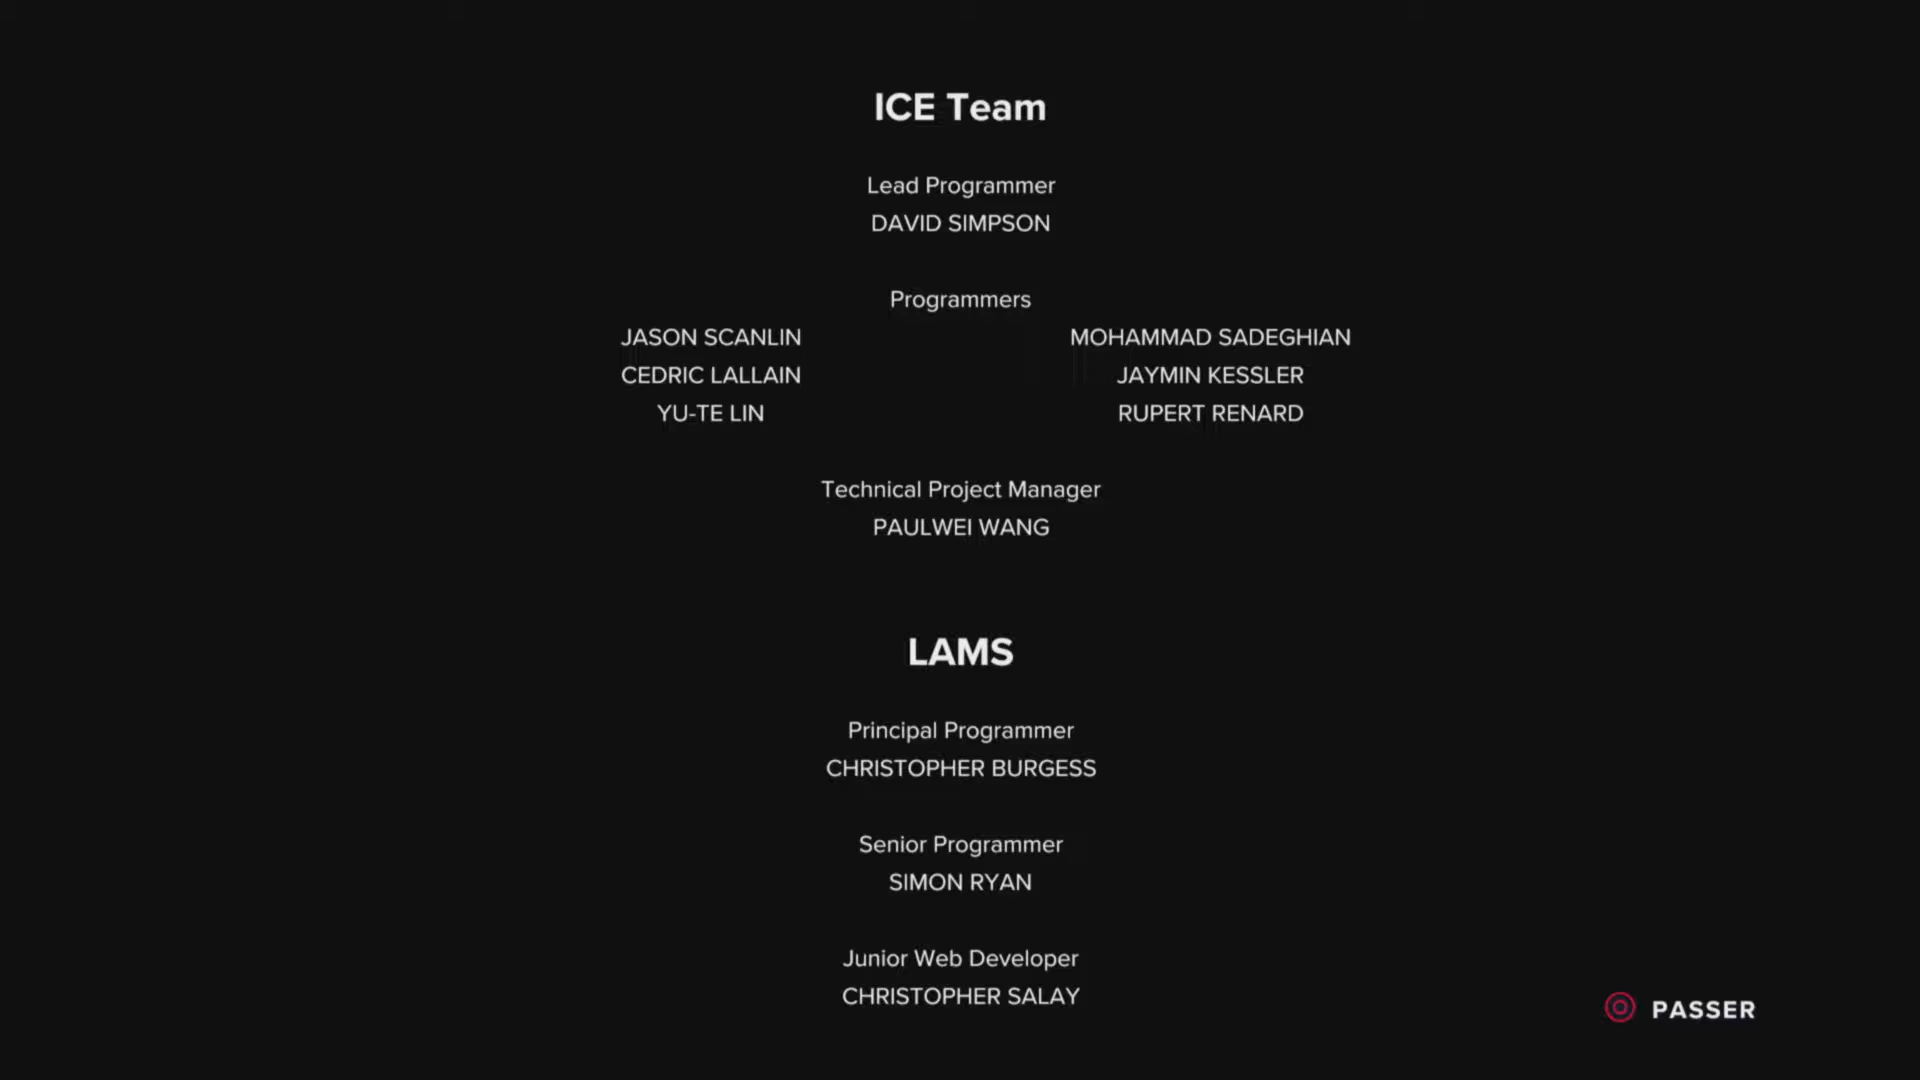 ICE Team
Lead Programmer
DAVID SIMPSON
Programmers
JASON SCANLIN MOHAMMAD SADEGHIAN
CEDRIC LALLAIN JAYMIN KESSLER
YU-TE LIN RUPERT RENARD
Technical Project Manager
PAULWEI WANG
LAMS
Principal Programmer
CHRISTOPHER BURGESS
Senior Programmer
SIMON RYAN
Junior Web Developer
CHRISTOPHER SALAY
PASSER